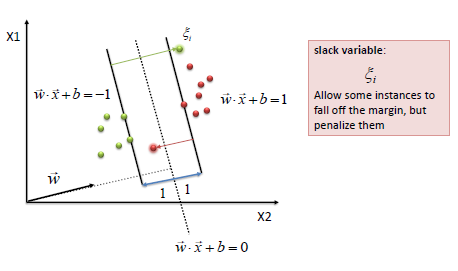 X1
ξᵢ
w⃗·x⃗+b=−1
w⃗·x⃗+b=1
w⃗
1 1
X2
w⃗·x⃗+b=0
slack variable:
ξᵢ
Allow some instances to
fall off the margin, but
penalize them